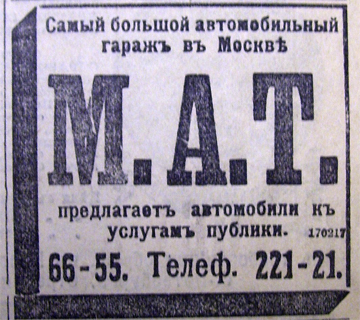 Самый большой автомобильный
гаражъ въ Москвѣ
М.А.Т.
предлагаетъ автомобили къ
услугамъ публики. 170217
66-55. Телеф. 221-21.